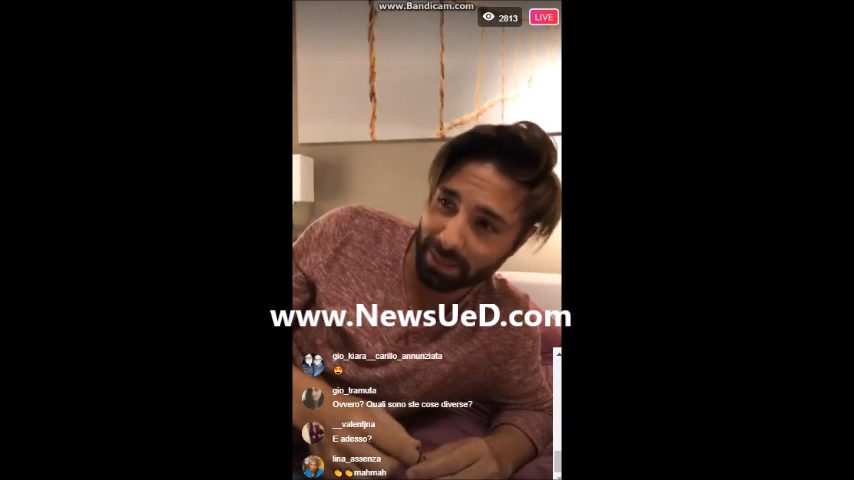 www.Bandicam.com
2813 LIVE
www.NewsUeD.com
gio_kiara__carillo_annunziata
🤩
gio_tramuta
Ovvero? Quali sono ste cose diverse?
__valentjna
E adesso?
lina_assenza
👏👏mahmah